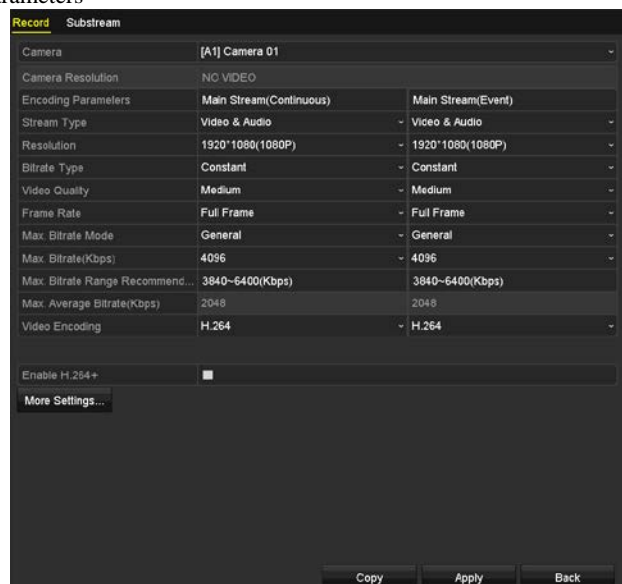 rameters
Record Substream
Camera [A1] Camera 01
Camera Resolution NO VIDEO
Encoding Parameters Main Stream(Continuous) Main Stream(Event)
Stream Type Video & Audio Video & Audio
Resolution 1920*1080(1080P) 1920*1080(1080P)
Bitrate Type Constant Constant
Video Quality Medium Medium
Frame Rate Full Frame Full Frame
Max. Bitrate Mode General General
Max. Bitrate(Kbps) 4096 4096
Max. Bitrate Range Recommend... 3840~6400(Kbps) 3840~6400(Kbps)
Max. Average Bitrate(Kbps) 2048 2048
Video Encoding H.264 H.264
Enable H.264+
More Settings...
Copy Apply Back